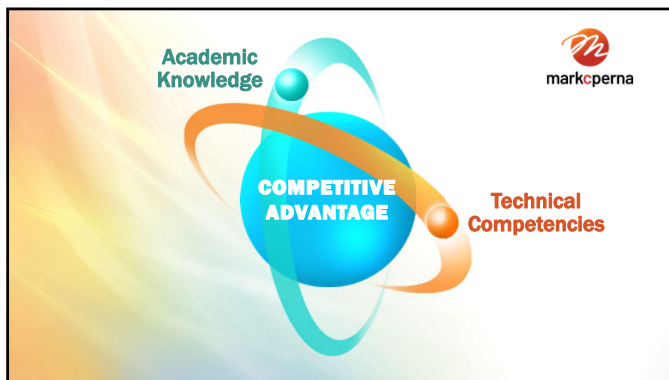 Academic
Knowledge
markcperna
COMPETITIVE
ADVANTAGE
Technical
Competencies